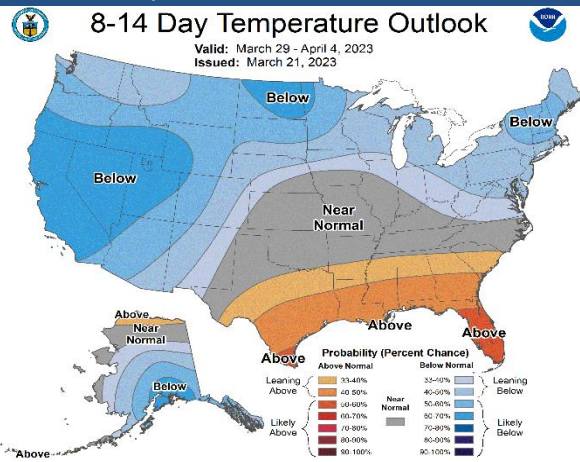 8-14 Day Temperature Outlook
Valid: March 29 - April 4, 2023
Issued: March 21, 2023
Below
Below
Below
Near
Normal
Above
Above
Above
Above
Near
Normal
Below
Above
Probability (Percent Chance)
Above Normal
Below Normal
Leaning
Above
Likely
Above
33-40%
40-50%
50-60%
60-70%
70-80%
80-90%
90-100%
Near
Normal
33-40%
40-50%
50-60%
60-70%
70-80%
80-90%
90-100%
Leaning
Below
Likely
Below